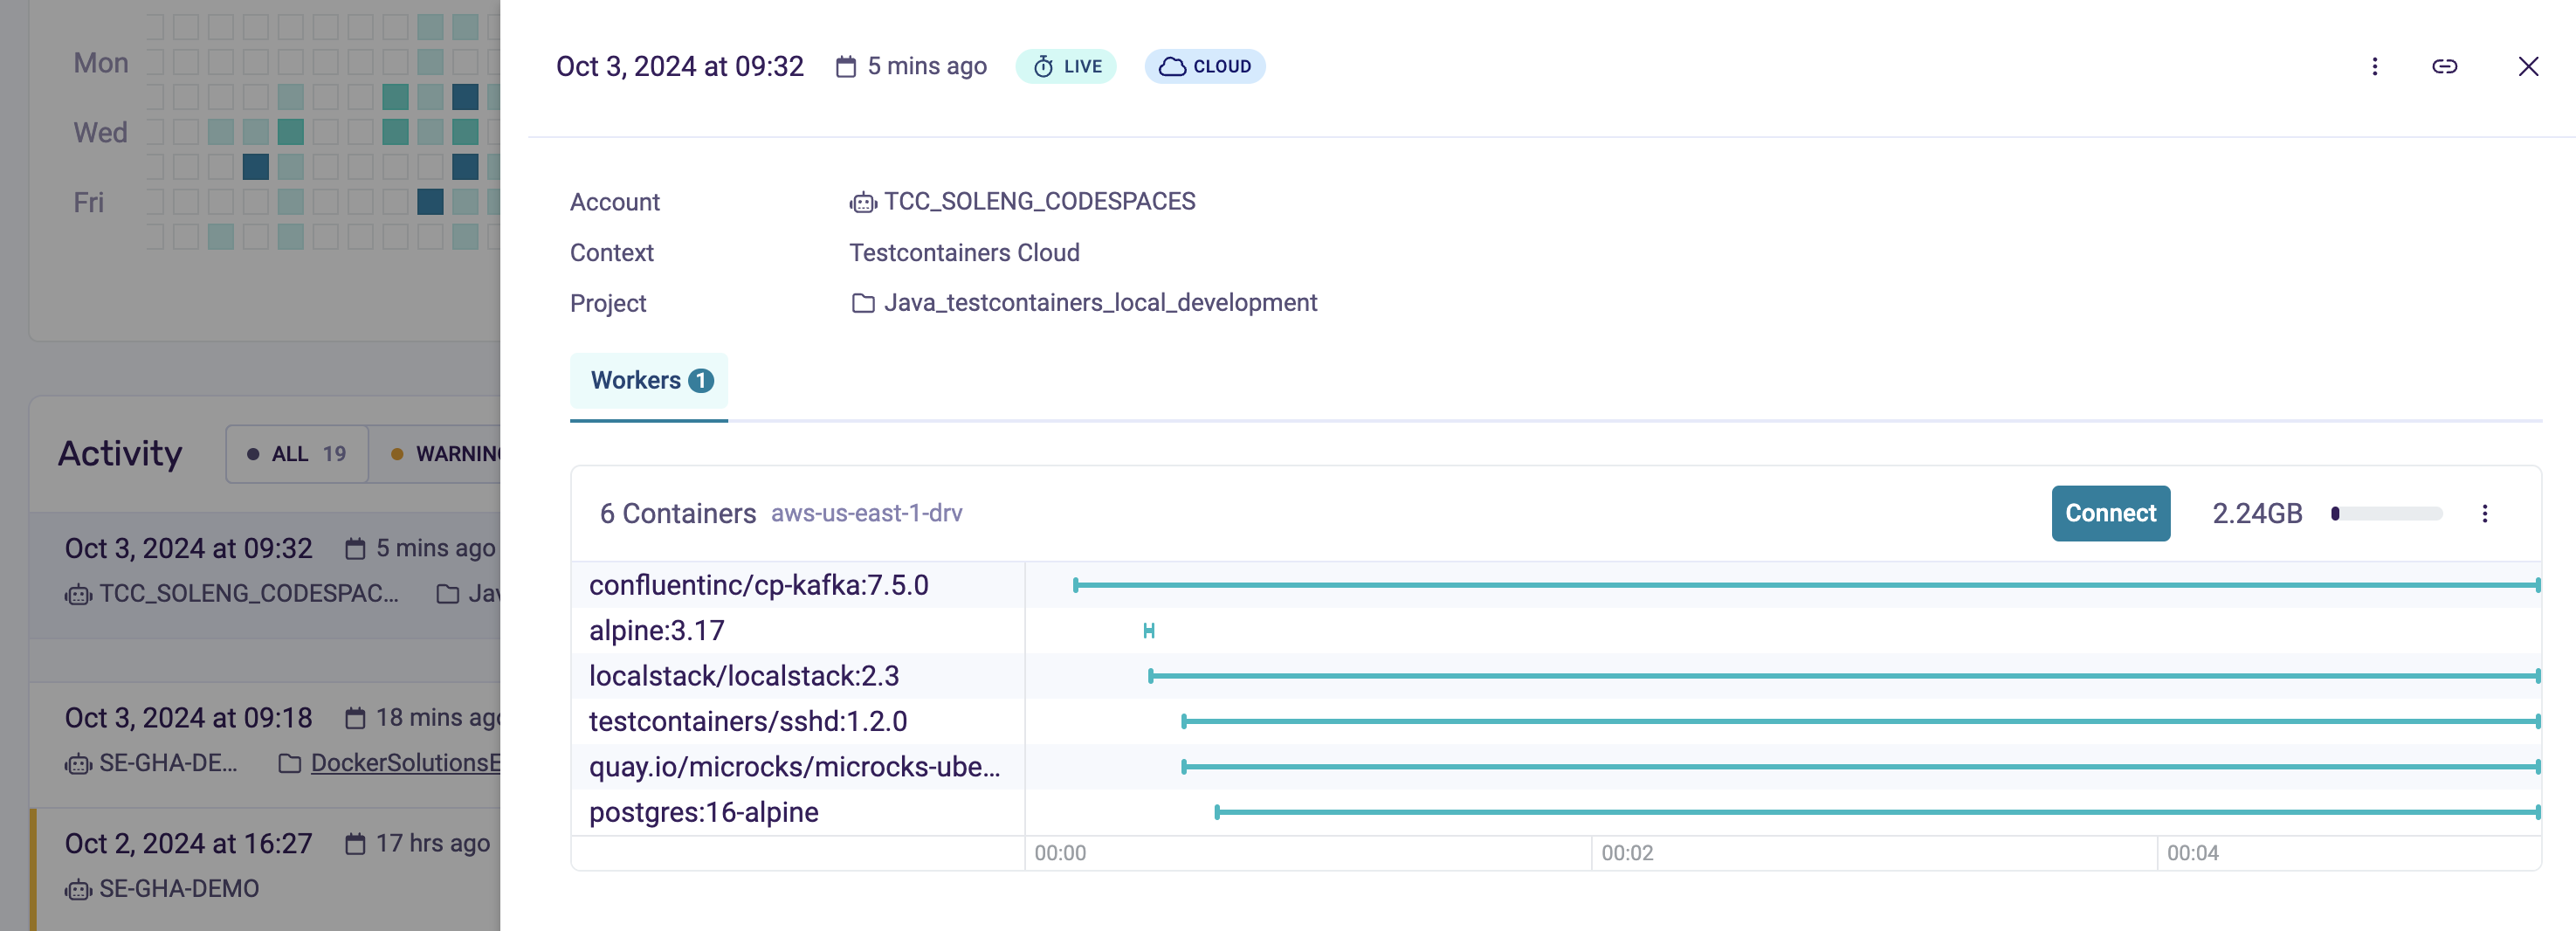 Mon
Wed
Fri
Activity
ALL 19
WARNING
Oct 3, 2024 at 09:32 5 mins ago
TCC_SOLENG_CODESPAC...
Oct 3, 2024 at 09:18 18 mins
SE-GHA-DE... DockerSolutionsE
Oct 2, 2024 at 16:27 17 hrs ago
SE-GHA-DEMO
Oct 3, 2024 at 09:32 5 mins ago LIVE CLOUD
Account TCC_SOLENG_CODESPACES
Context Testcontainers Cloud
Project Java_testcontainers_local_development
Workers 1
6 Containers aws-us-east-1-drv Connect 2.24GB
confluentinc/cp-kafka:7.5.0
alpine:3.17
localstack/localstack:2.3
testcontainers/sshd:1.2.0
quay.io/microcks/microcks-ube...
postgres:16-alpine
00:00 00:02 00:04